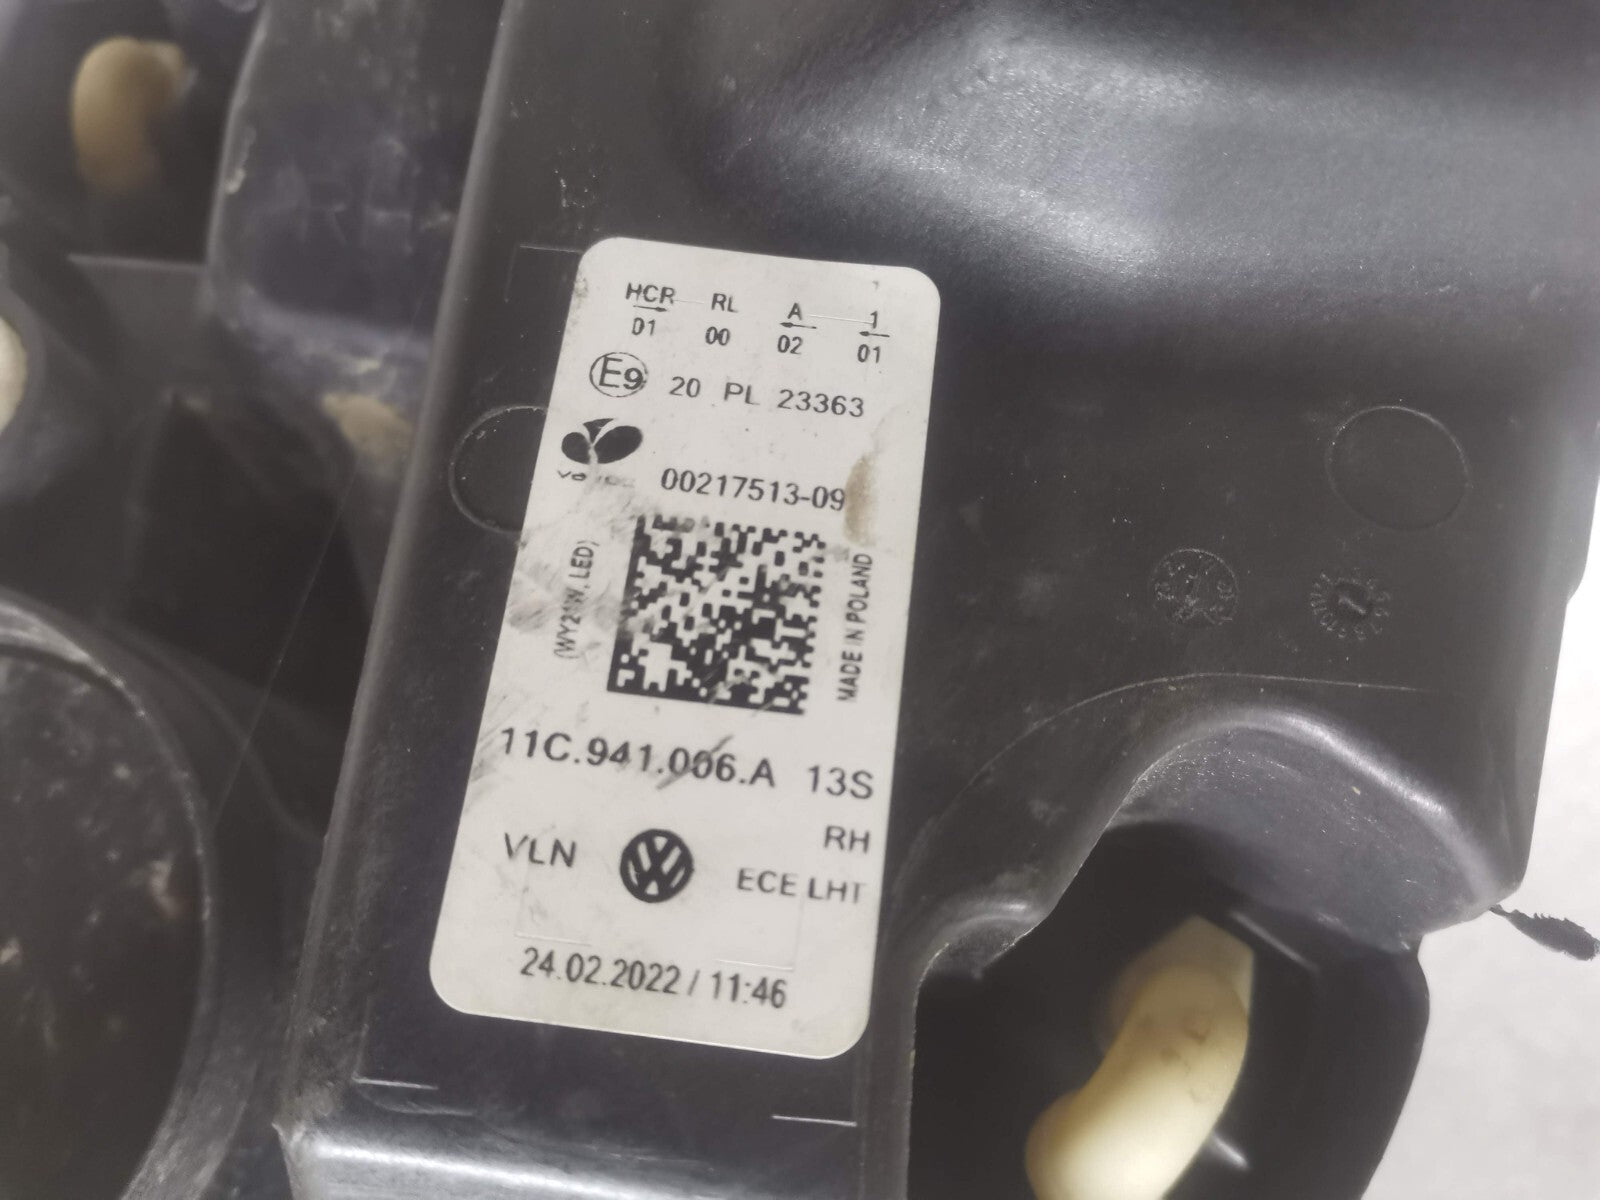 HCR RL A 1
01 00 02 01
E9 20 PL 23363
00217513-09
(WY21W, LED)
MADE IN POLAND
11C.941.006.A 13S
RH
VLN ECE LHT
24.02.2022 / 11:46